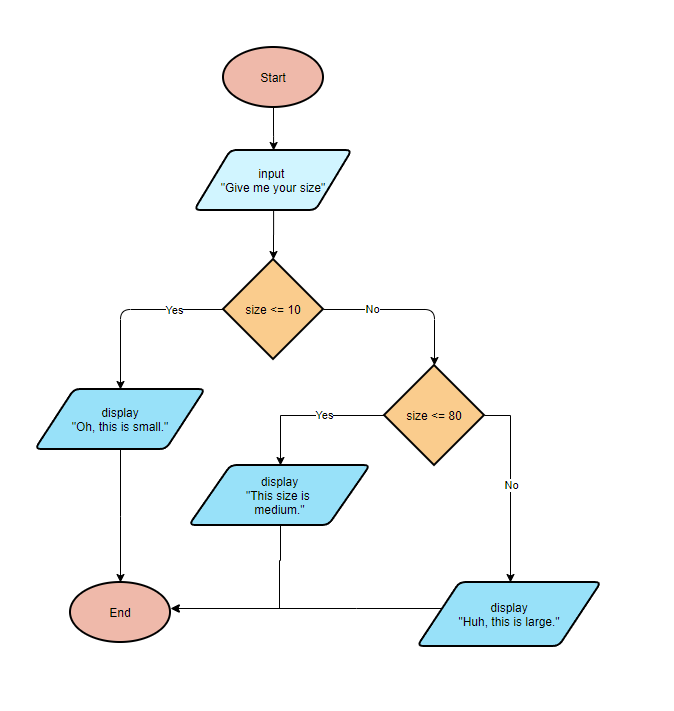 Start
input
"Give me your size"
size <= 10
Yes
No
display
"Oh, this is small."
size <= 80
Yes
No
display
"This size is
medium."
display
"Huh, this is large."
End